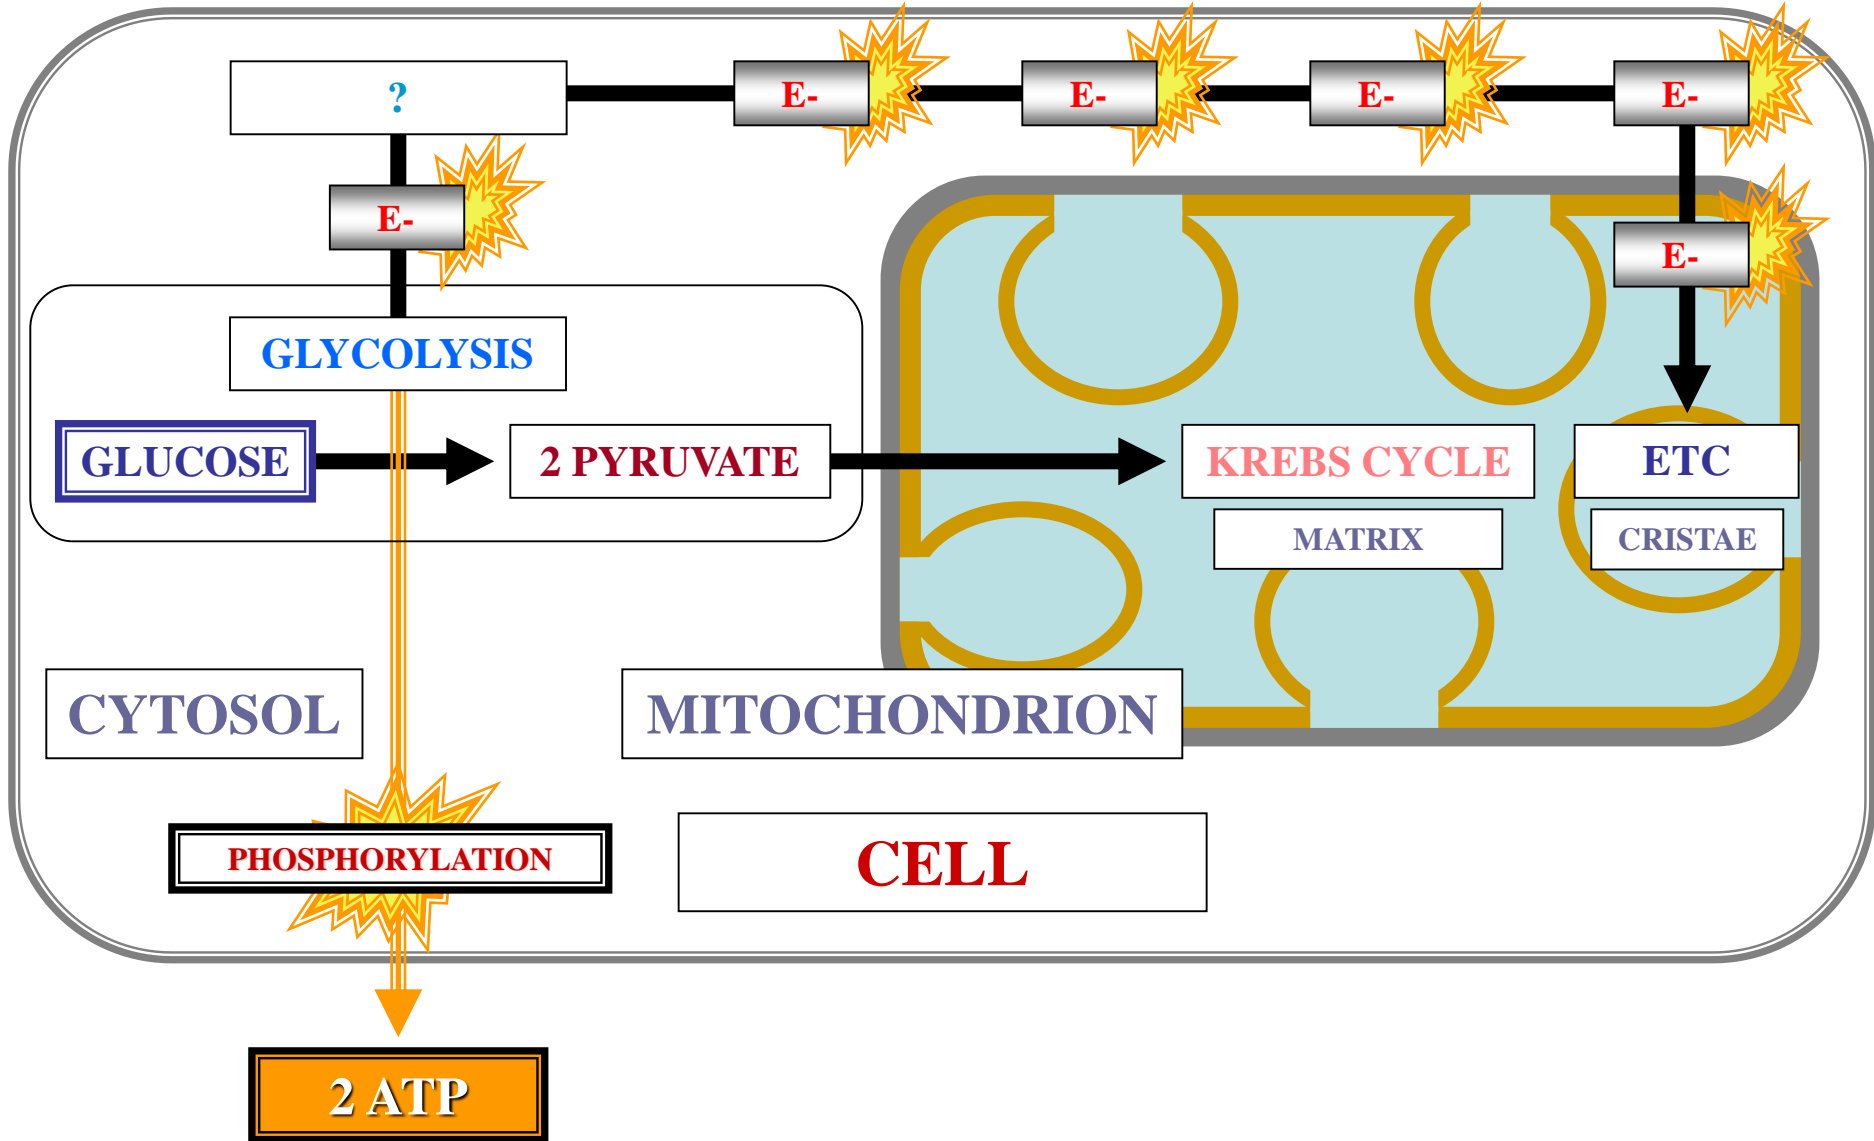 ?
E-
E-
E-
E-
E-
E-
GLYCOLYSIS
GLUCOSE
2 PYRUVATE
KREBS CYCLE
ETC
MATRIX
CRISTAE
CYTOSOL
MITOCHONDRION
PHOSPHORYLATION
CELL
2 ATP